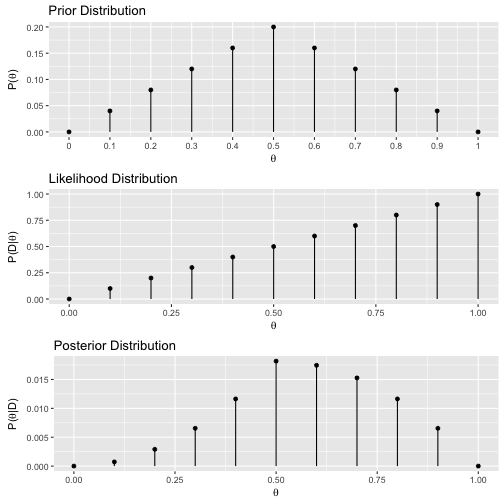 Prior Distribution
P(θ)
0.20
0.15
0.10
0.05
0.00
0 0.1 0.2 0.3 0.4 0.5 0.6 0.7 0.8 0.9 1
θ
Likelihood Distribution
P(D|θ)
1.00
0.75
0.50
0.25
0.00
0.00 0.25 0.50 0.75 1.00
θ
Posterior Distribution
P(θ|D)
0.015
0.010
0.005
0.000
0.00 0.25 0.50 0.75 1.00
θ